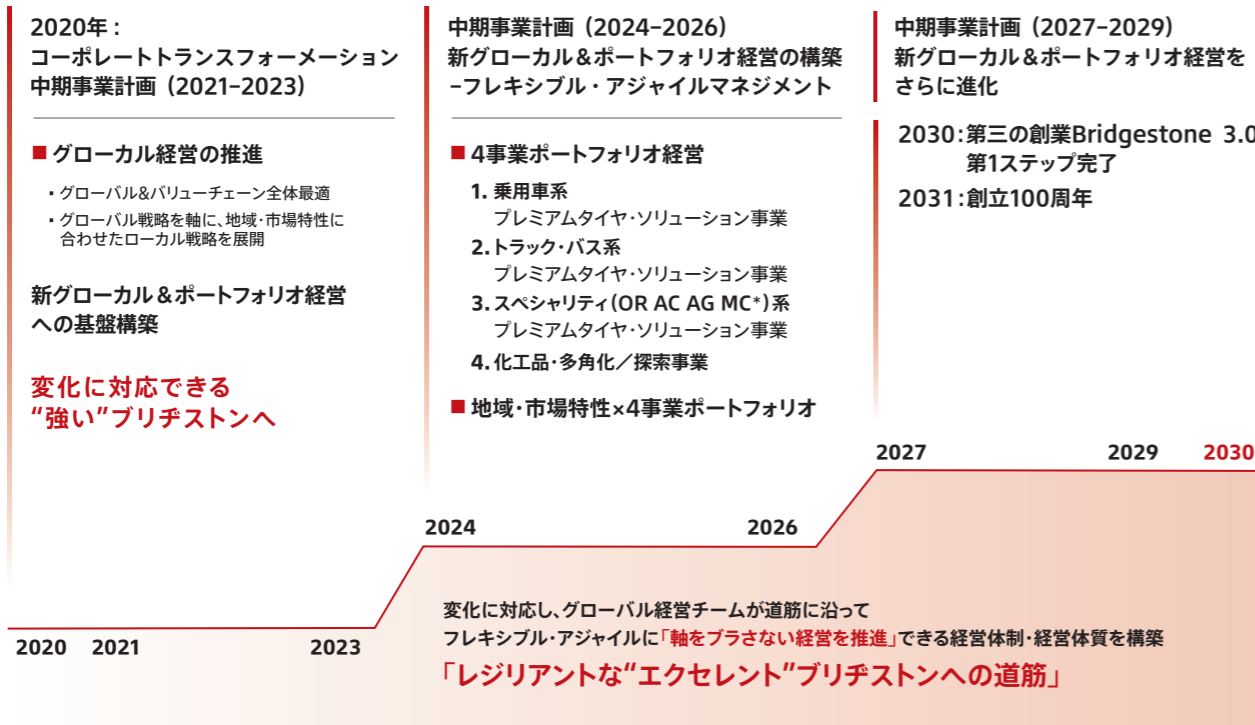 2020年：
コーポレートトランスフォーメーション
中期事業計画（2021−2023）
■ グローカル経営の推進
・グローバル&バリューチェーン全体最適
・グローバル戦略を軸に、地域・市場特性に
合わせたローカル戦略を展開
新グローカル＆ポートフォリオ経営
への基盤構築
変化に対応できる
“強い”ブリヂストンへ
中期事業計画（2024−2026）
新グローカル＆ポートフォリオ経営の構築
−フレキシブル・アジャイルマネジメント
■ 4事業ポートフォリオ経営
1. 乗用車系
プレミアムタイヤ・ソリューション事業
2. トラック・バス系
プレミアムタイヤ・ソリューション事業
3. スペシャリティ（OR AC AG MC*）系
プレミアムタイヤ・ソリューション事業
4. 化工品・多角化／探索事業
■ 地域・市場特性×4事業ポートフォリオ
中期事業計画（2027−2029）
新グローカル＆ポートフォリオ経営を
さらに進化
2030：第三の創業Bridgestone 3.0
第1ステップ完了
2031：創立100周年
2027 2029 2030
2024 2026
2020 2021 2023
変化に対応し、グローバル経営チームが道筋に沿って
フレキシブル・アジャイルに「軸をブラさない経営を推進」できる経営体制・経営体質を構築
「レジリアントな“エクセレント”ブリヂストンへの道筋」